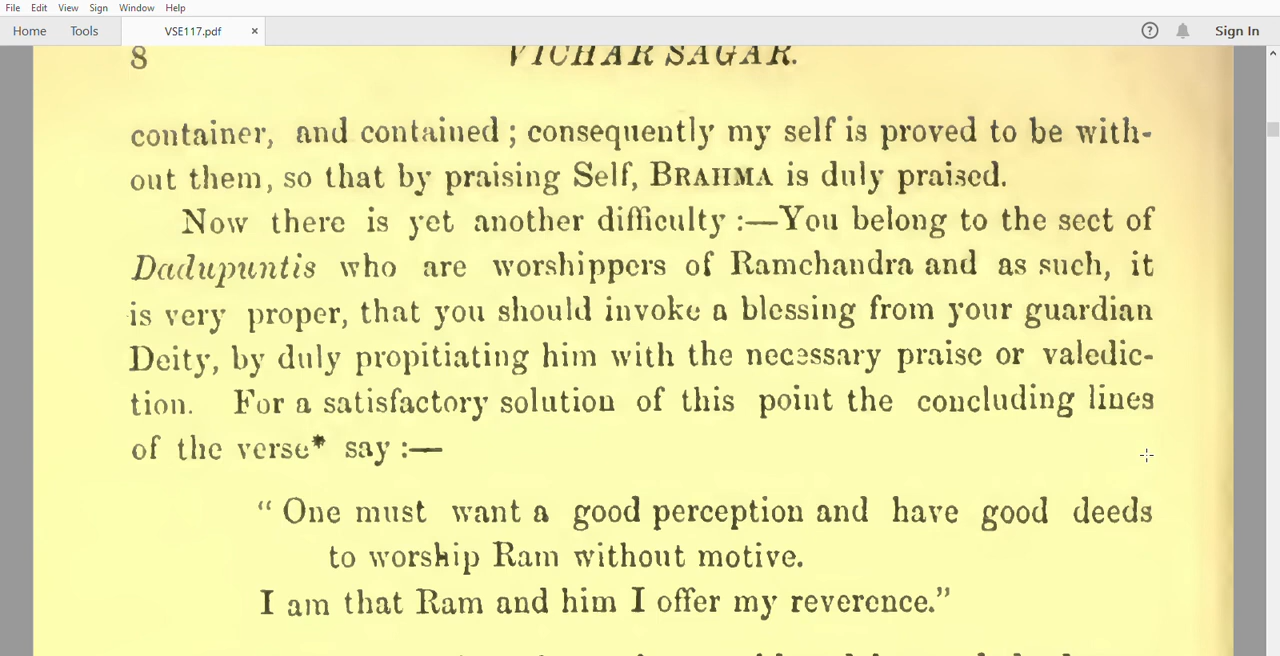 File Edit View Sign Window Help
Home Tools VSE117.pdf × ? Sign In
8 VICHAR SAGAR.
container, and contained ; consequently my self is proved to be with-
out them, so that by praising Self, BRAHMA is duly praised.
Now there is yet another difficulty :—You belong to the sect of
Dadupuntis who are worshippers of Ramchandra and as such, it
is very proper, that you should invoke a blessing from your guardian
Deity, by duly propitiating him with the necessary praise or valedic-
tion. For a satisfactory solution of this point the concluding lines
of the verse* say :—
“ One must want a good perception and have good deeds
to worship Ram without motive.
I am that Ram and him I offer my reverence.”